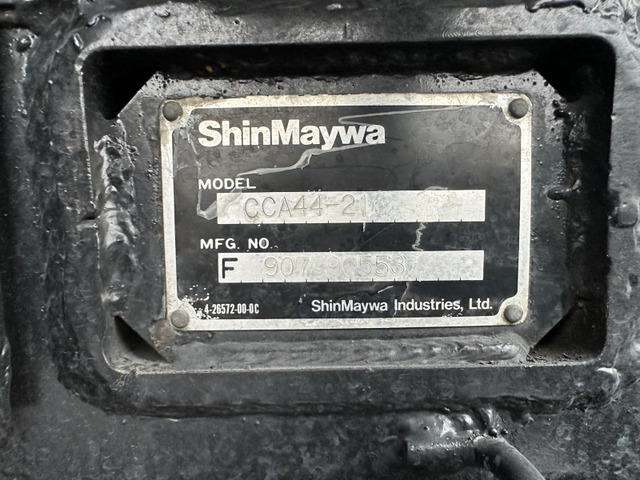 ShinMaywa
MODEL
CCA44-21
MFG. NO.
F
4-26572-00-0C
ShinMaywa Industries, Ltd.